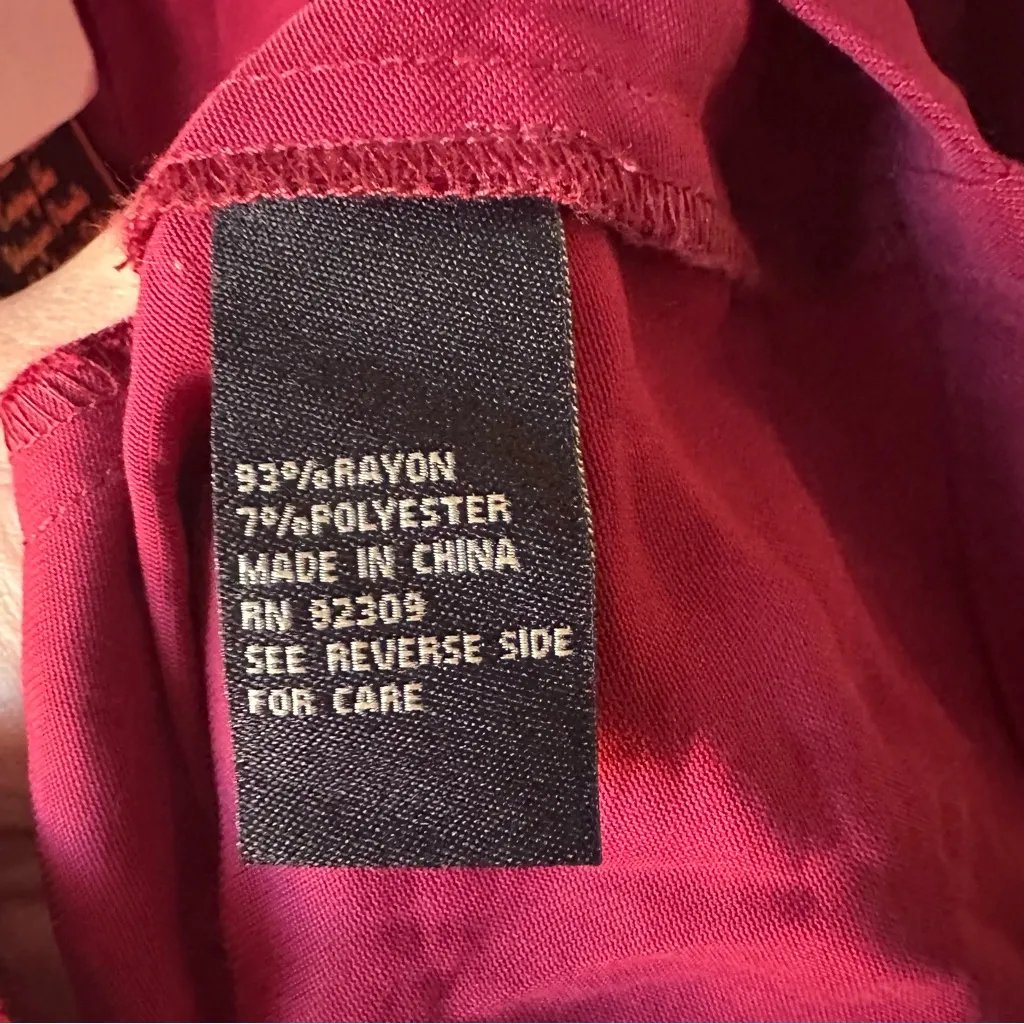 93%RAYON
7%POLYESTER
MADE IN CHINA
RN 92309
SEE REVERSE SIDE
FOR CARE